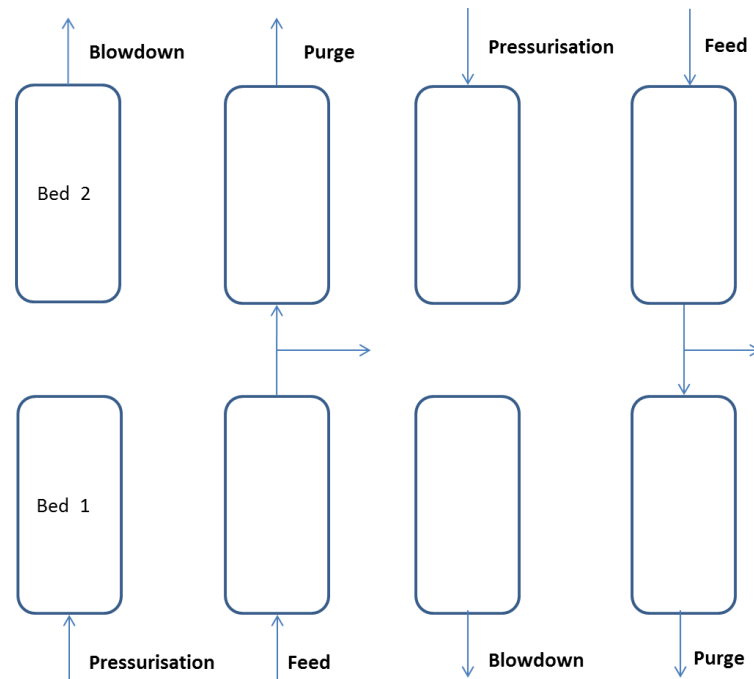 Blowdown
Purge
Pressurisation
Feed
Bed 2
Bed 1
Pressurisation
Feed
Blowdown
Purge